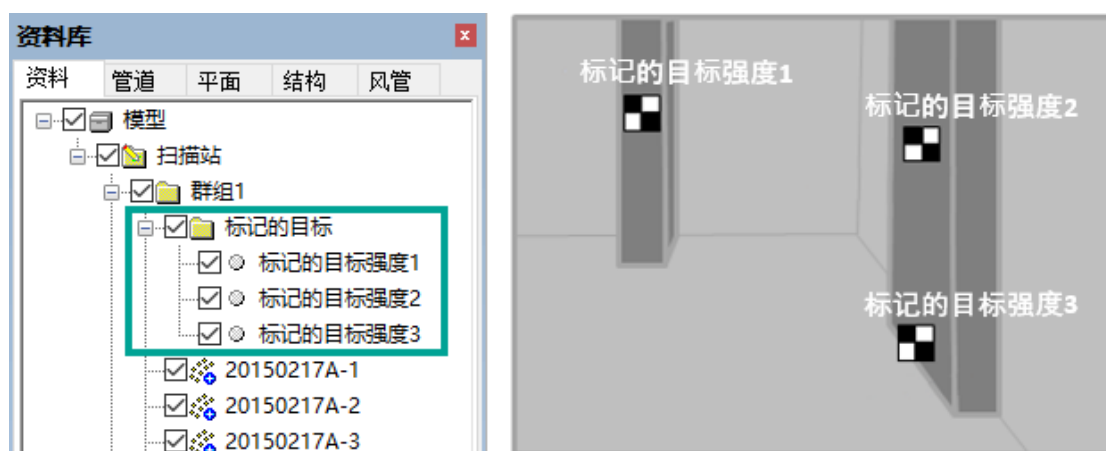 资料库
资料 管道 平面 结构 风管
模型
扫描站
群组1
标记的目标
标记的目标强度1
标记的目标强度2
标记的目标强度3
20150217A-1
20150217A-2
20150217A-3
标记的目标强度1
标记的目标强度2
标记的目标强度3